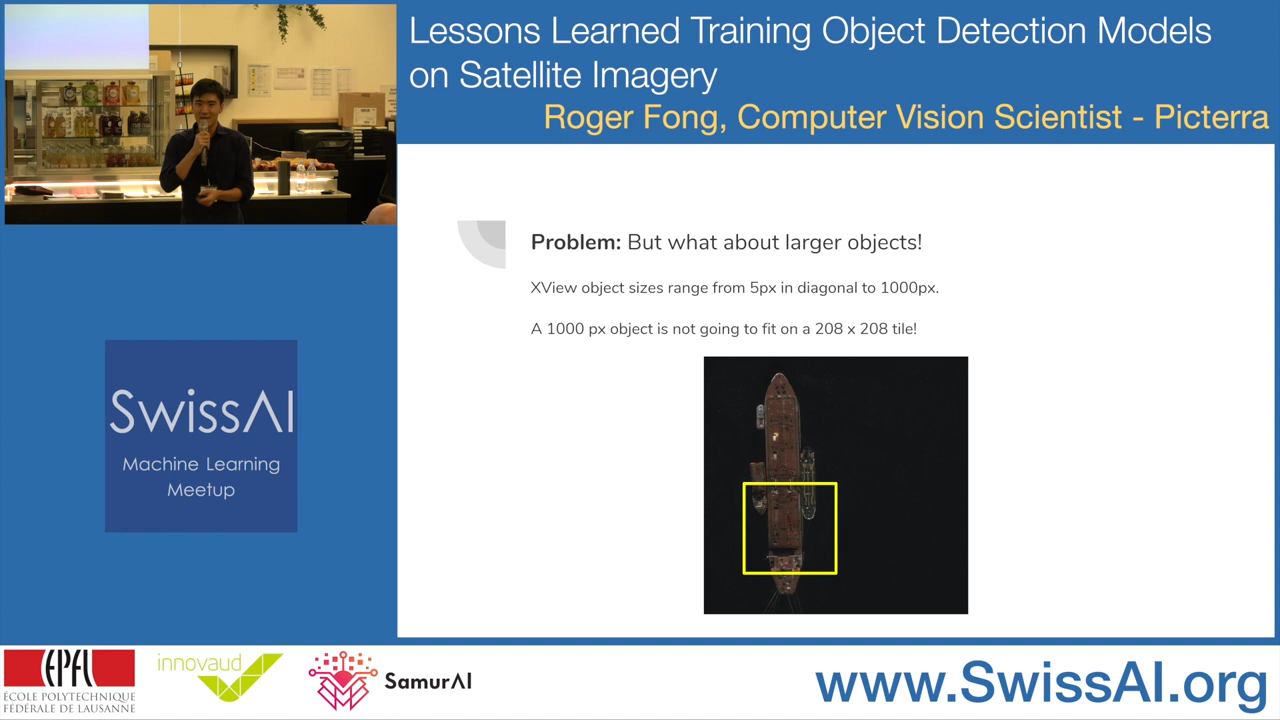 Lessons Learned Training Object Detection Models
on Satellite Imagery
Roger Fong, Computer Vision Scientist - Picterra
Problem: But what about larger objects!
XView object sizes range from 5px in diagonal to 1000px.
A 1000 px object is not going to fit on a 208 x 208 tile!
SwissAI
Machine Learning
Meetup
EPFL
ÉCOLE POLYTECHNIQUE
FÉDÉRALE DE LAUSANNE
innovaud
SamurAI
www.SwissAI.org